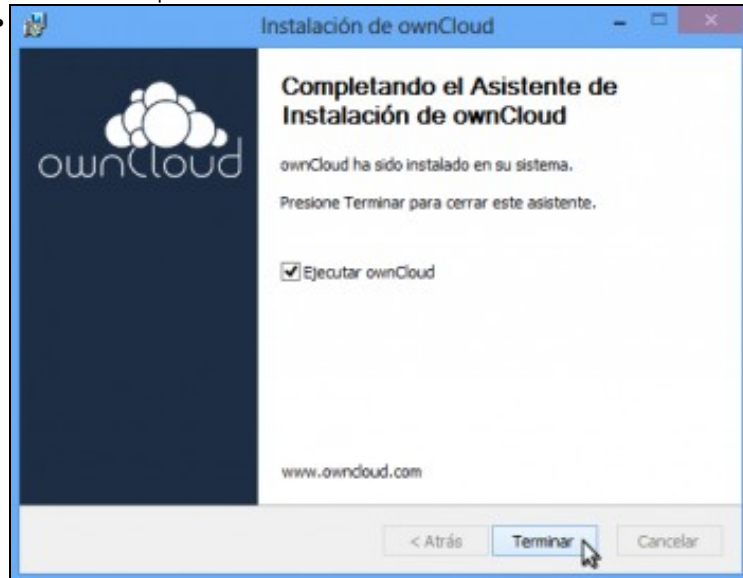 Instalación de ownCloud
ownCloud
Completando el Asistente de
Instalación de ownCloud
ownCloud ha sido instalado en su sistema.
Presione Terminar para cerrar este asistente.
Ejecutar ownCloud
www.owncloud.com
< Atrás Terminar Cancelar